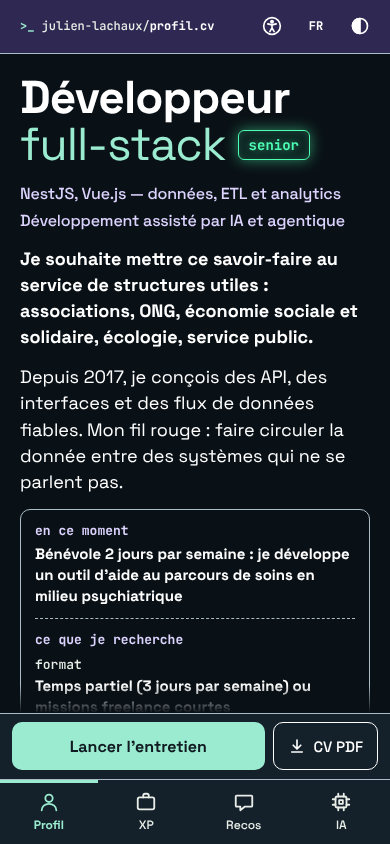 >_ julien-lachaux/profil.cv
FR
Développeur
full-stack senior
NestJS, Vue.js — données, ETL et analytics
Développement assisté par IA et agentique
Je souhaite mettre ce savoir-faire au
service de structures utiles :
associations, ONG, économie sociale et
solidaire, écologie, service public.
Depuis 2017, je conçois des API, des
interfaces et des flux de données
fiables. Mon fil rouge : faire circuler la
donnée entre des systèmes qui ne se
parlent pas.
en ce moment
Bénévole 2 jours par semaine : je développe
un outil d’aide au parcours de soins en
milieu psychiatrique
ce que je recherche
format
Temps partiel (3 jours par semaine) ou
missions freelance courtes
Lancer l’entretien
CV PDF
Profil
XP
Recos
IA